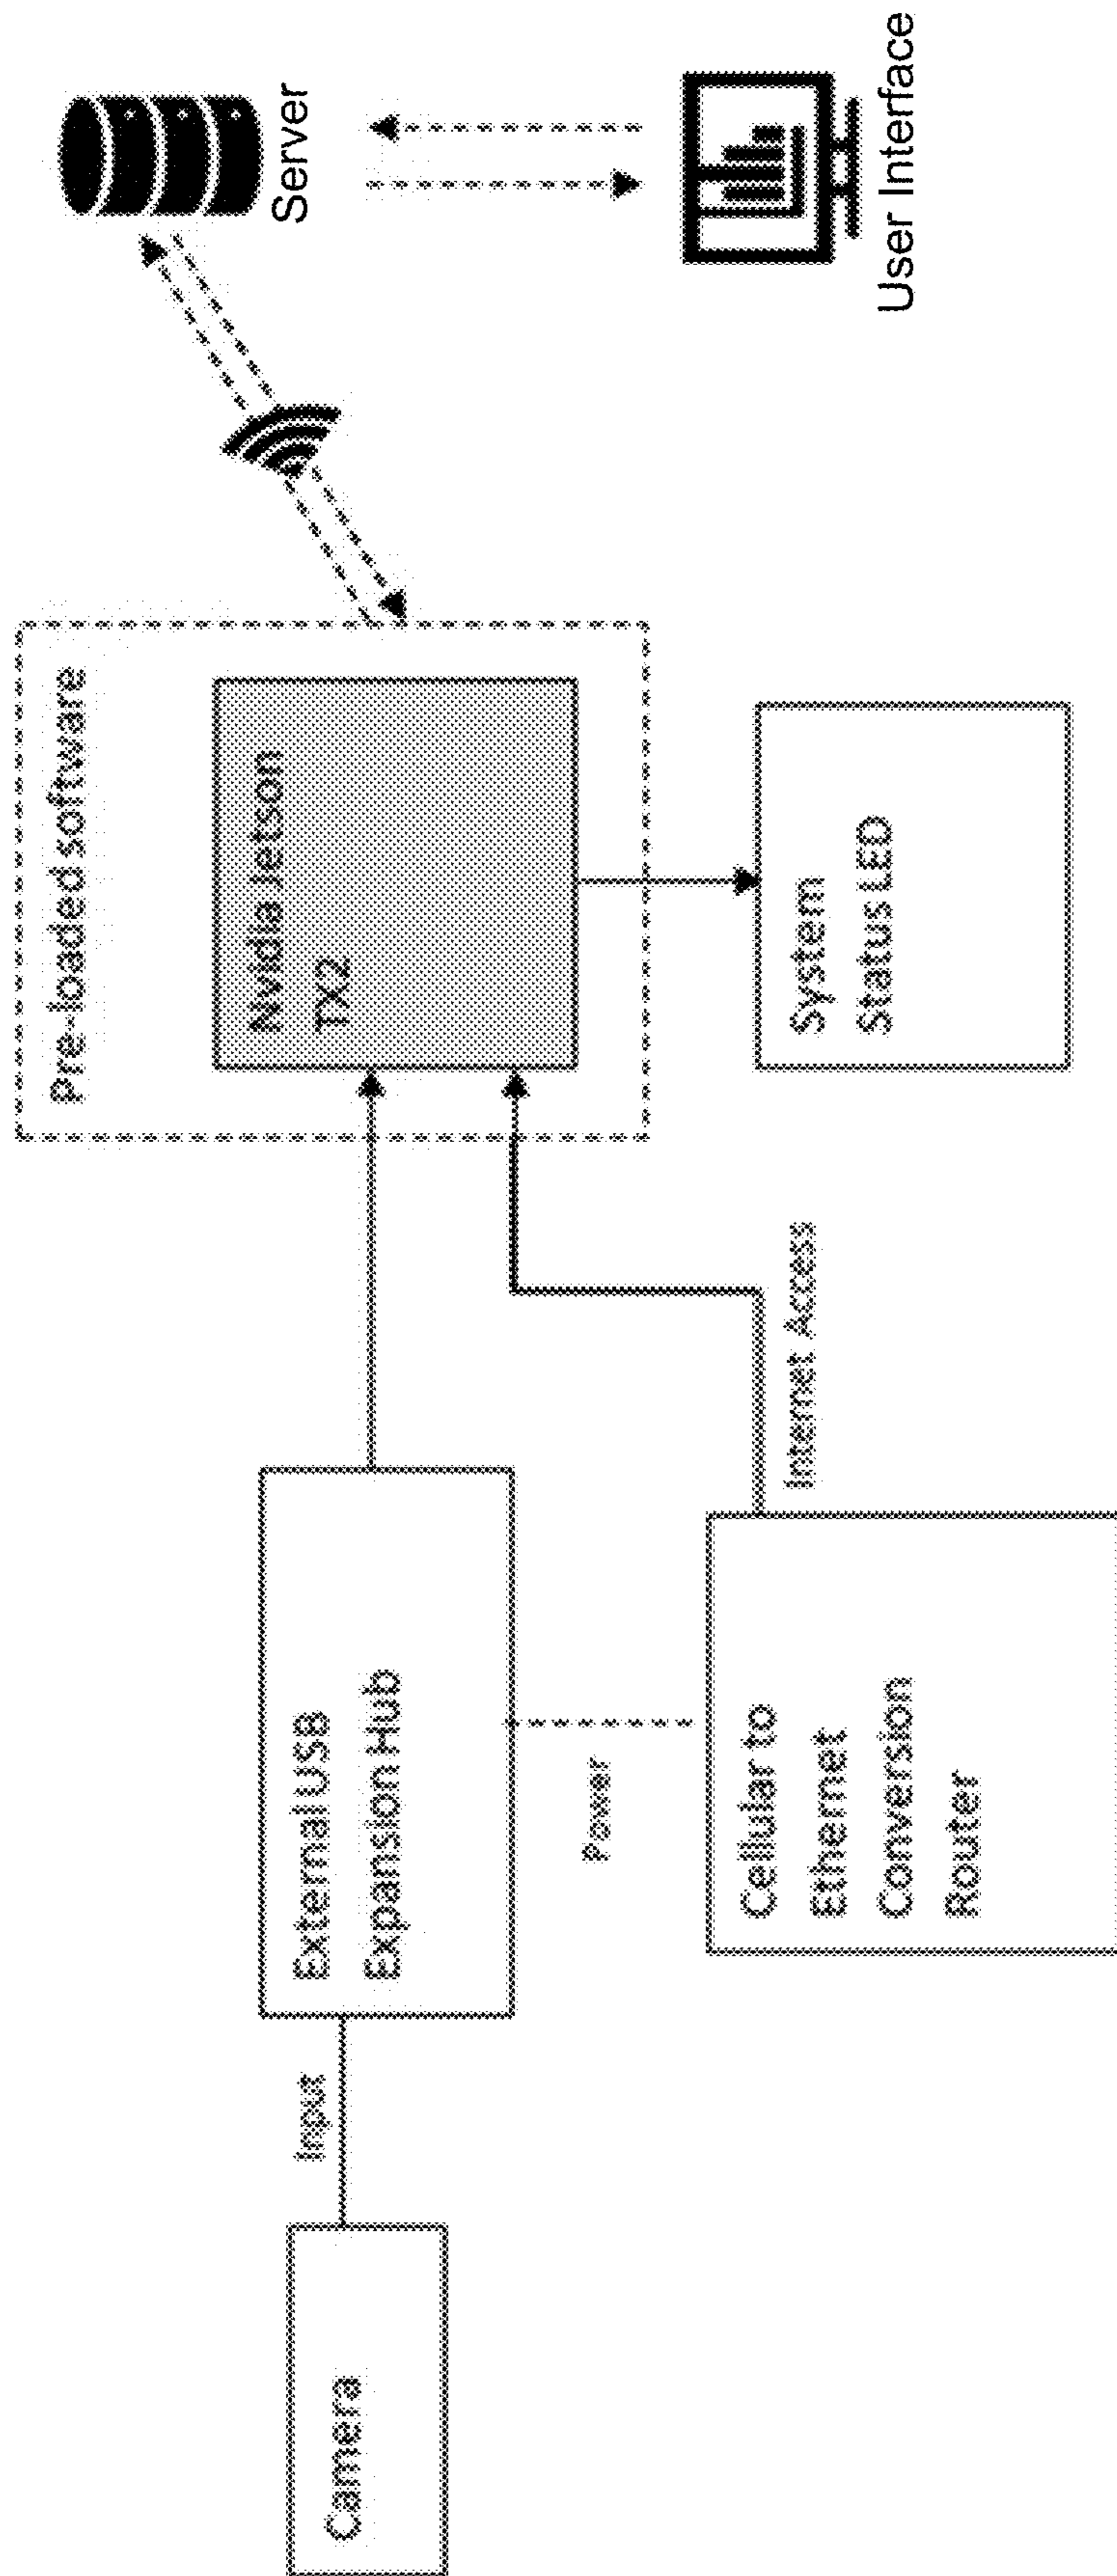 Camera
Input
External USB
Expansion Hub
Power
Cellular to
Ethernet
Conversion
Router
Internet Access
Pre-loaded software
Nvidia Jetson
TX2
System
Status LED
Server
User Interface